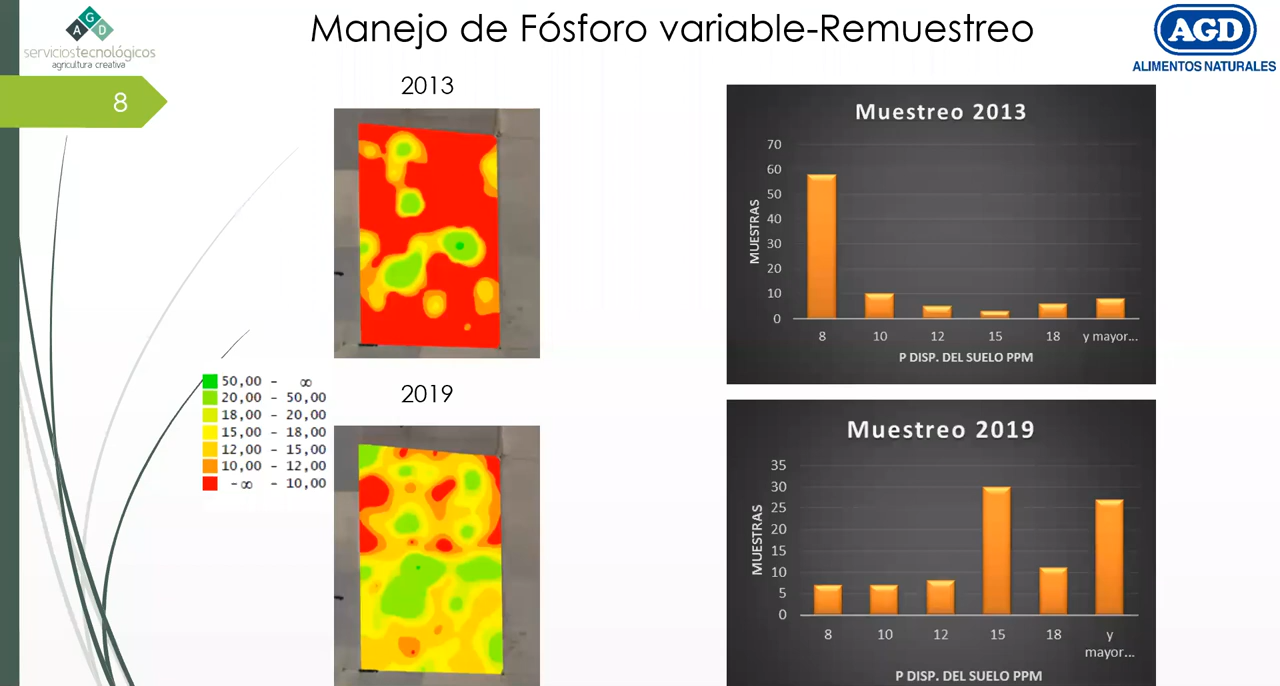 AGD
serviciostecnológicos
agricultura creativa
Manejo de Fósforo variable-Remuestreo
AGD
ALIMENTOS NATURALES
8
2013
Muestreo 2013
MUESTRAS
70
60
50
40
30
20
10
0
8 10 12 15 18 y mayor...
P DISP. DEL SUELO PPM
50,00 - ∞
20,00 - 50,00
18,00 - 20,00
15,00 - 18,00
12,00 - 15,00
10,00 - 12,00
-∞ - 10,00
2019
Muestreo 2019
MUESTRAS
35
30
25
20
15
10
5
0
8 10 12 15 18 y
mayor...
P DISP. DEL SUELO PPM